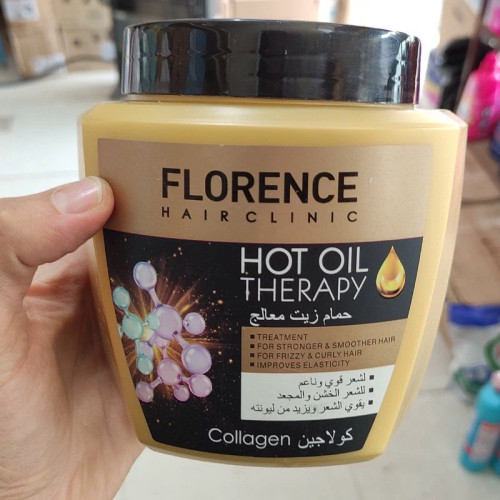 FLORENCE
HAIR CLINIC
HOT OIL
THERAPY
حمام زيت معالج
▪ TREATMENT
▪ FOR STRONGER & SMOOTHER HAIR
▪ FOR FRIZZY & CURLY HAIR
▪ IMPROVES ELASTICITY
▪ لشعر قوي وناعم
▪ للشعر الخشن والمجعد
▪ يقوي الشعر ويزيد من ليونته
Collagen كولاجين